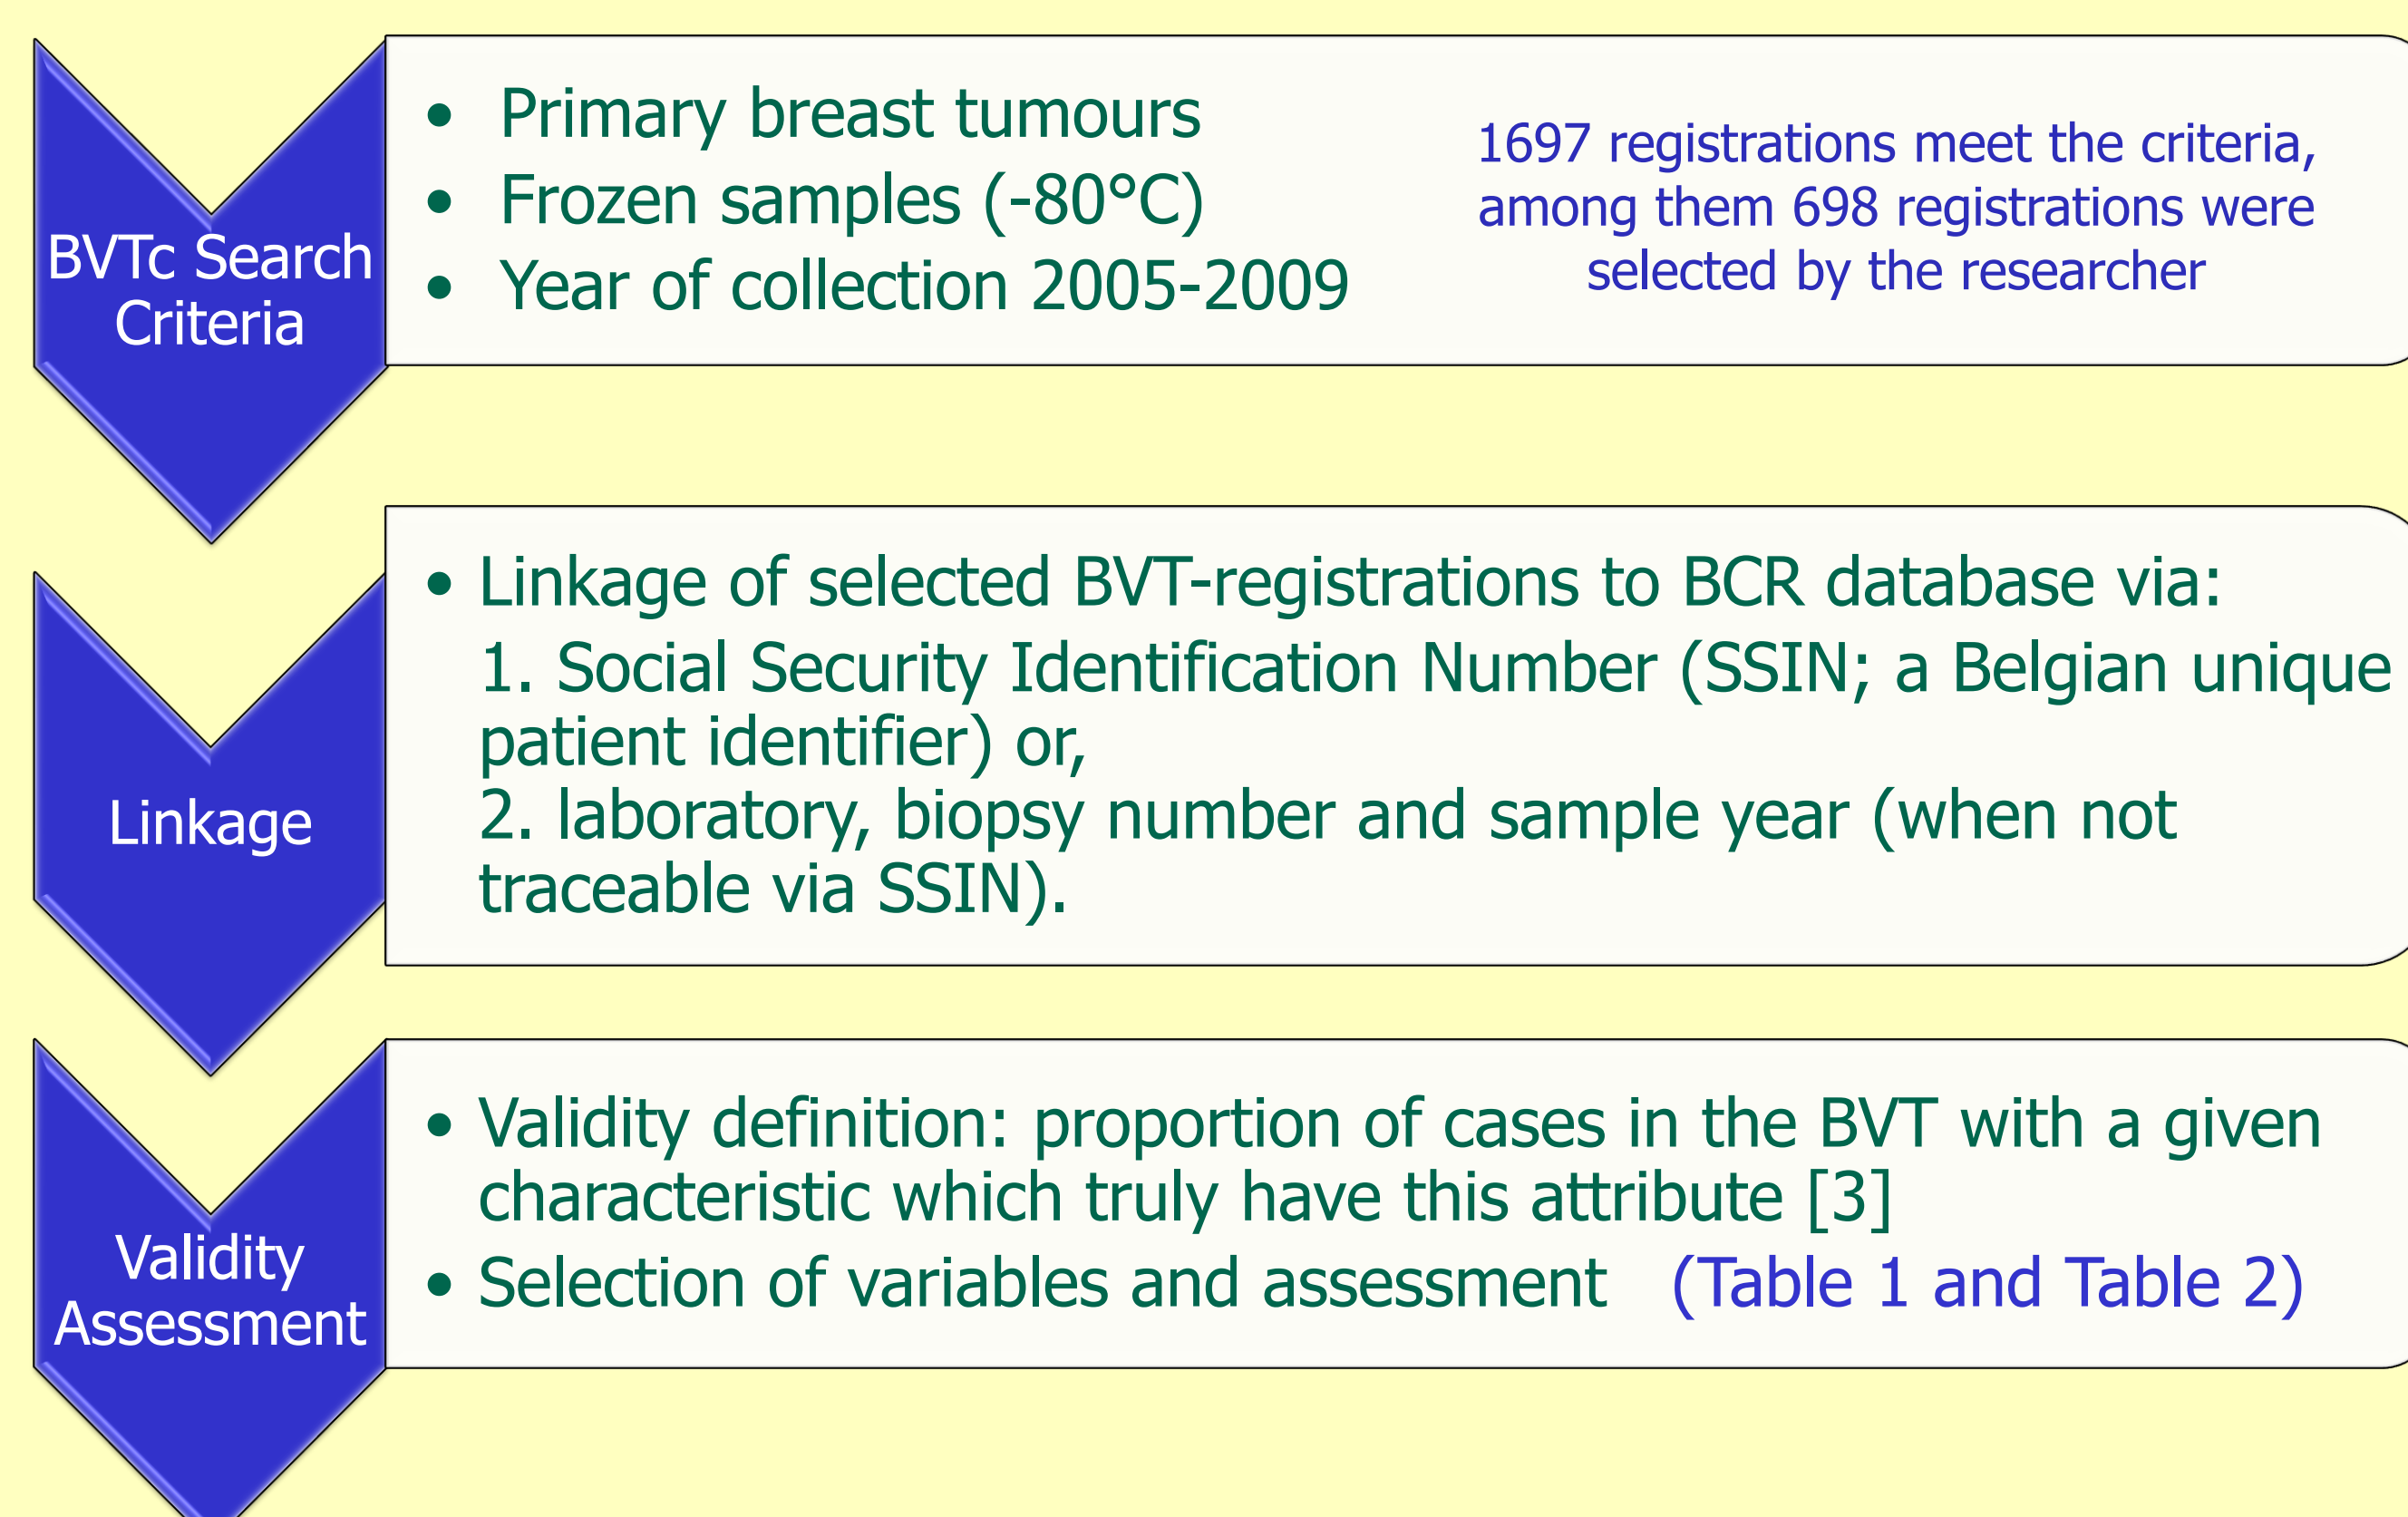 BVTc Search
Criteria
• Primary breast tumours
• Frozen samples (-80°C)
• Year of collection 2005-2009
1697 registrations meet the criteria,
among them 698 registrations were
selected by the researcher
Linkage
• Linkage of selected BVT-registrations to BCR database via:
1. Social Security Identification Number (SSIN; a Belgian unique
patient identifier) or,
2. laboratory, biopsy number and sample year (when not
traceable via SSIN).
Validity
Assessment
• Validity definition: proportion of cases in the BVT with a given
characteristic which truly have this attribute [3]
• Selection of variables and assessment (Table 1 and Table 2)